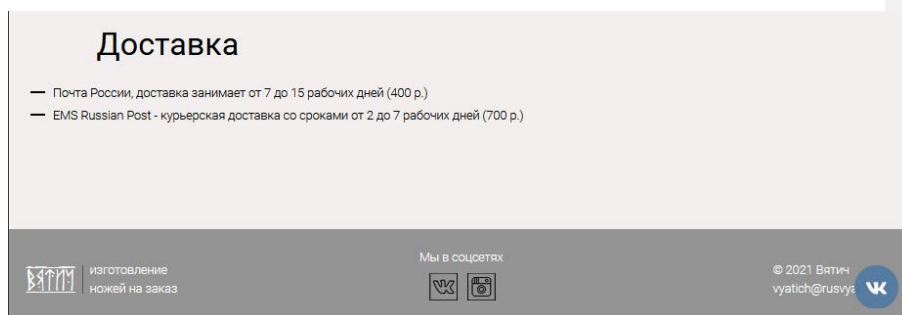 Доставка
Почта России, доставка занимает от 7 до 15 рабочих дней (400 р.)
EMS Russian Post - курьерская доставка со сроками от 2 до 7 рабочих дней (700 р.)
Мы в соцсетях
ВЯТИЧ
изготовление
ножей на заказ
© 2021 Вятич